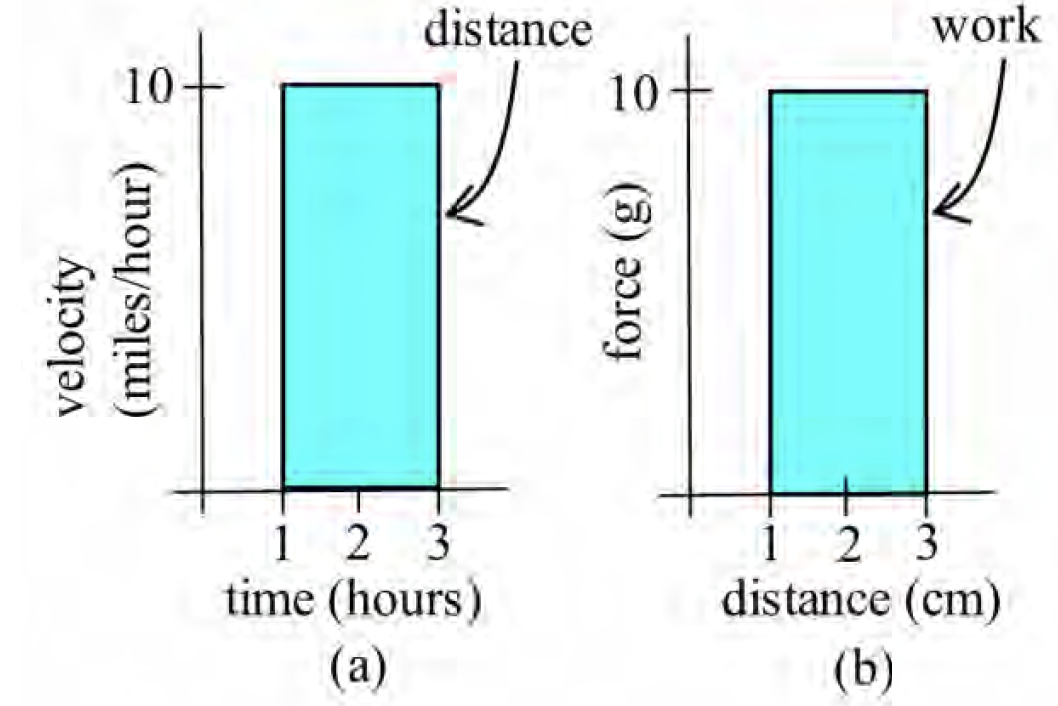 distance
10
velocity
(miles/hour)
1 2 3
time (hours)
(a)
work
10
force (g)
1 2 3
distance (cm)
(b)